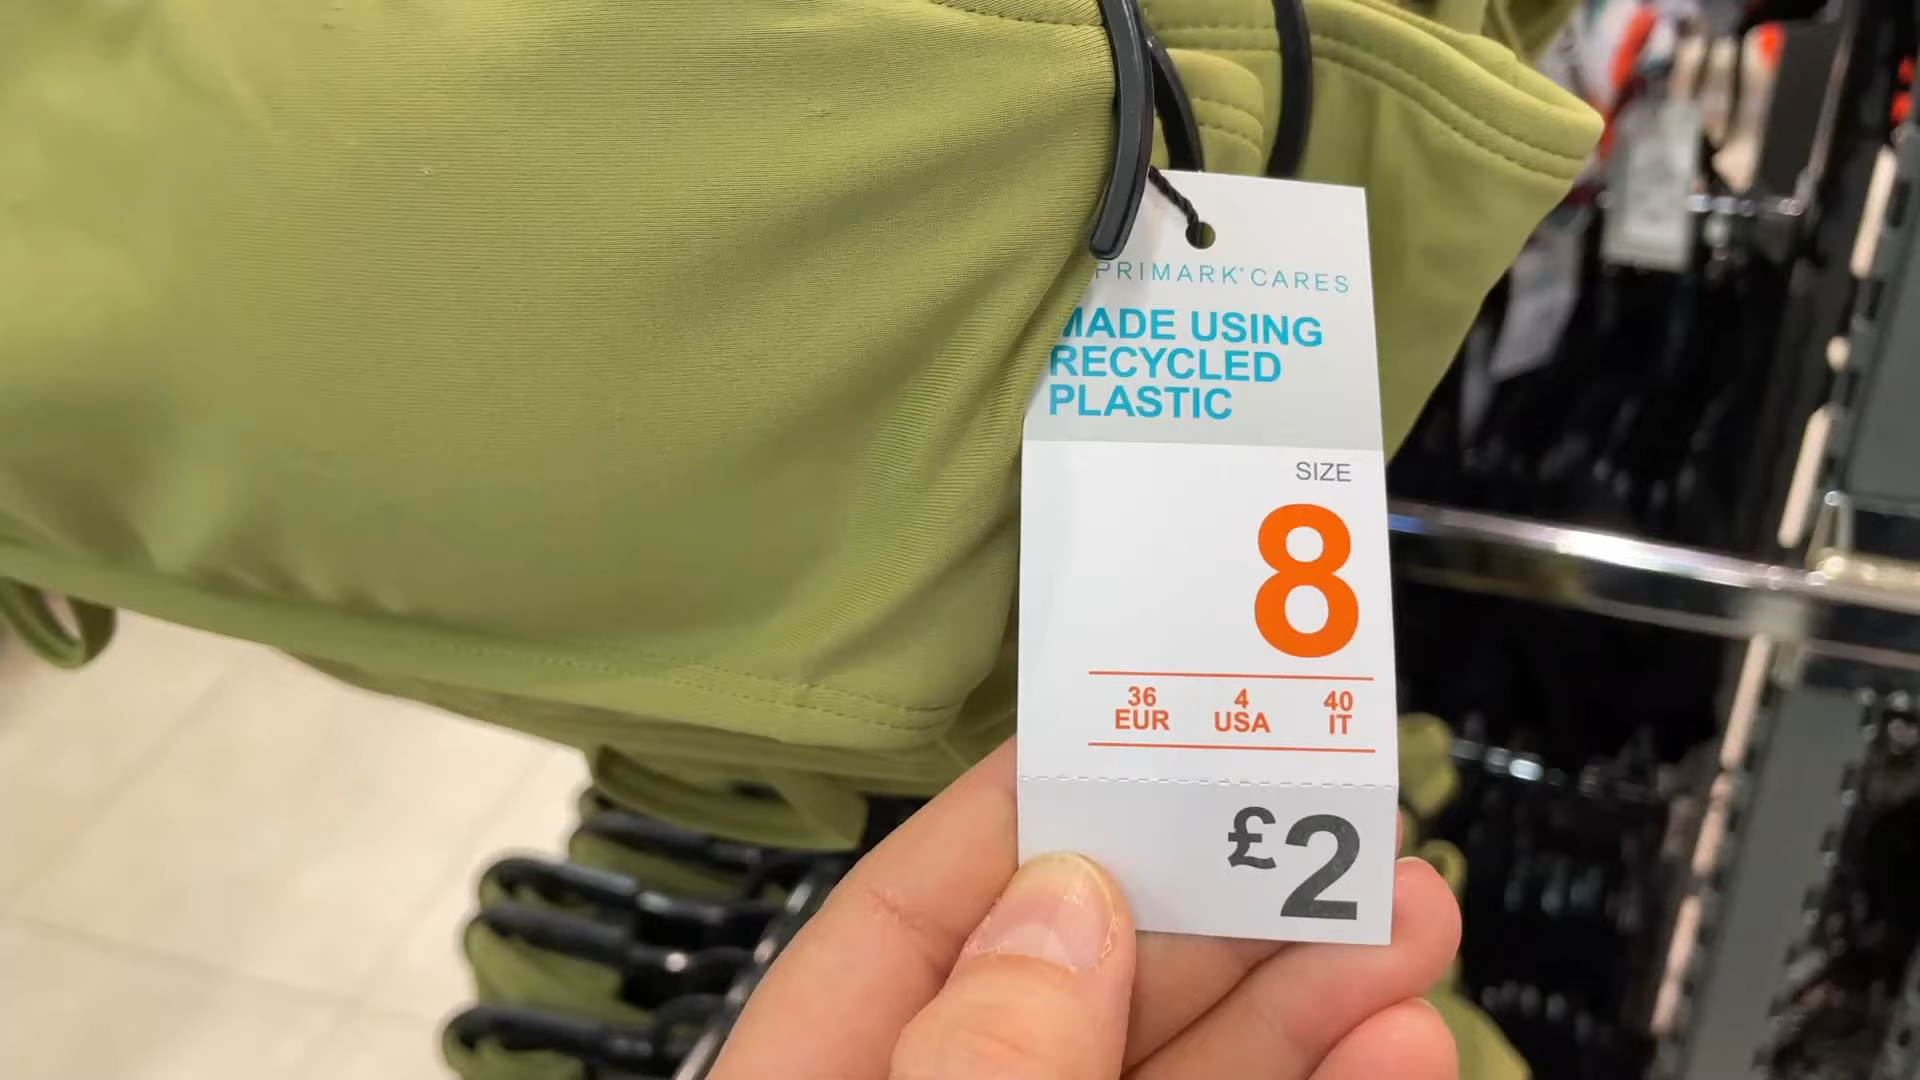 PRIMARK® CARES
MADE USING
RECYCLED
PLASTIC
SIZE
8
36 4 40
EUR USA IT
£2